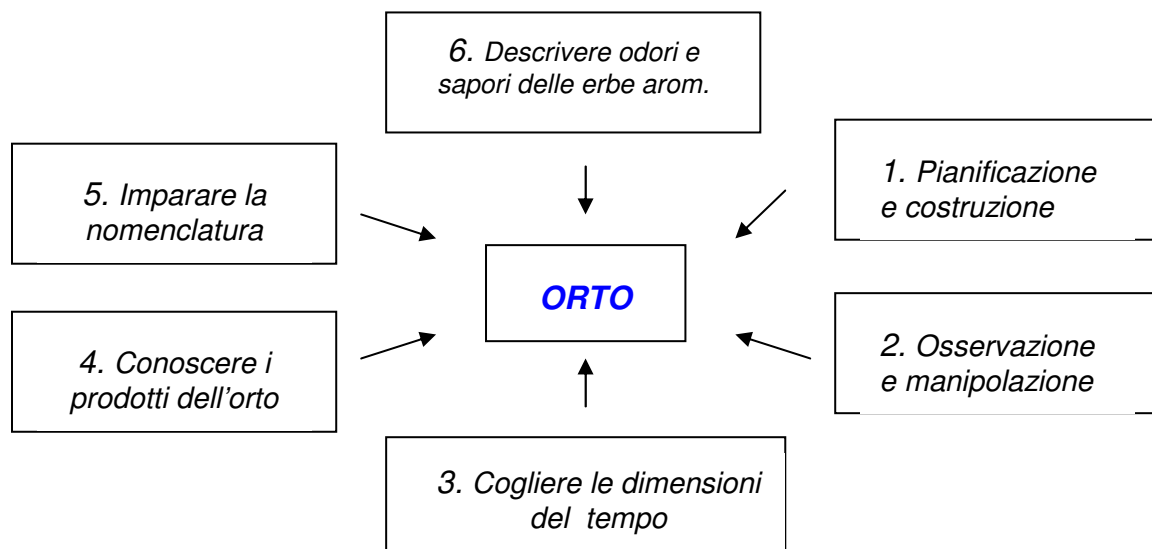 6. Descrivere odori e
sapori delle erbe arom.
1. Pianificazione
e costruzione
5. Imparare la
nomenclatura
ORTO
2. Osservazione
e manipolazione
4. Conoscere i
prodotti dell'orto
3. Cogliere le dimensioni
del tempo